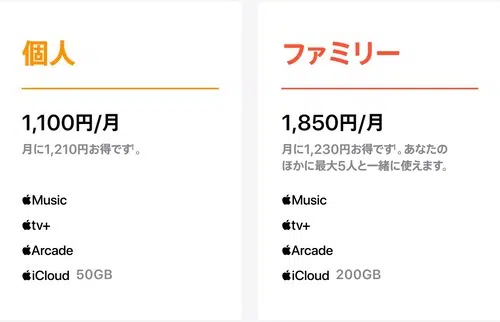 個人
1,100円/月
月に1,210円お得です¹。
Music
tv+
Arcade
iCloud 50GB
ファミリー
1,850円/月
月に1,230円お得です¹。あなたの
ほかに最大5人と一緒に使えます。
Music
tv+
Arcade
iCloud 200GB